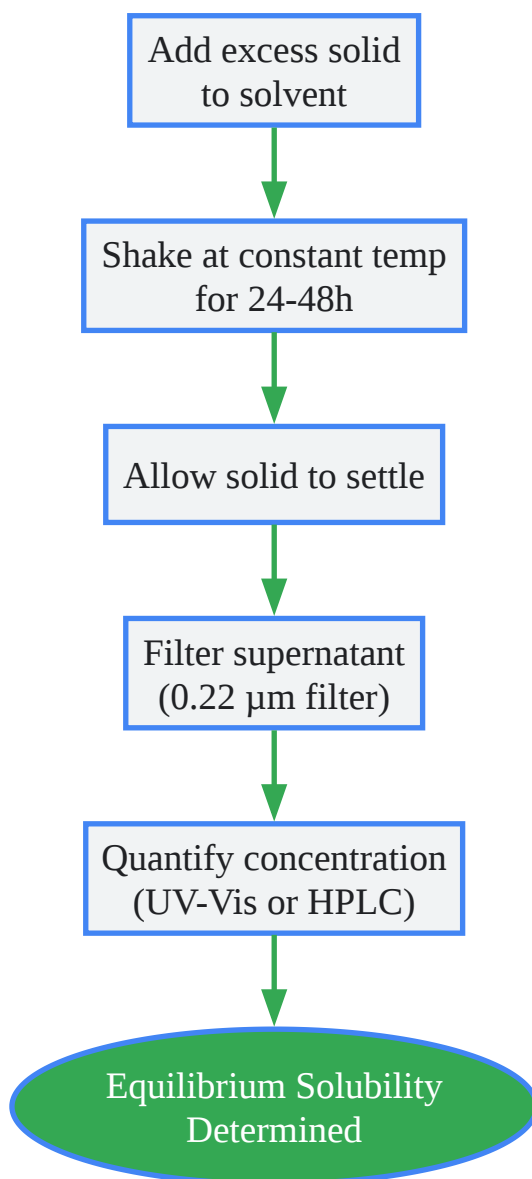 Add excess solid
to solvent
Shake at constant temp
for 24-48h
Allow solid to settle
Filter supernatant
(0.22 µm filter)
Quantify concentration
(UV-Vis or HPLC)
Equilibrium Solubility
Determined